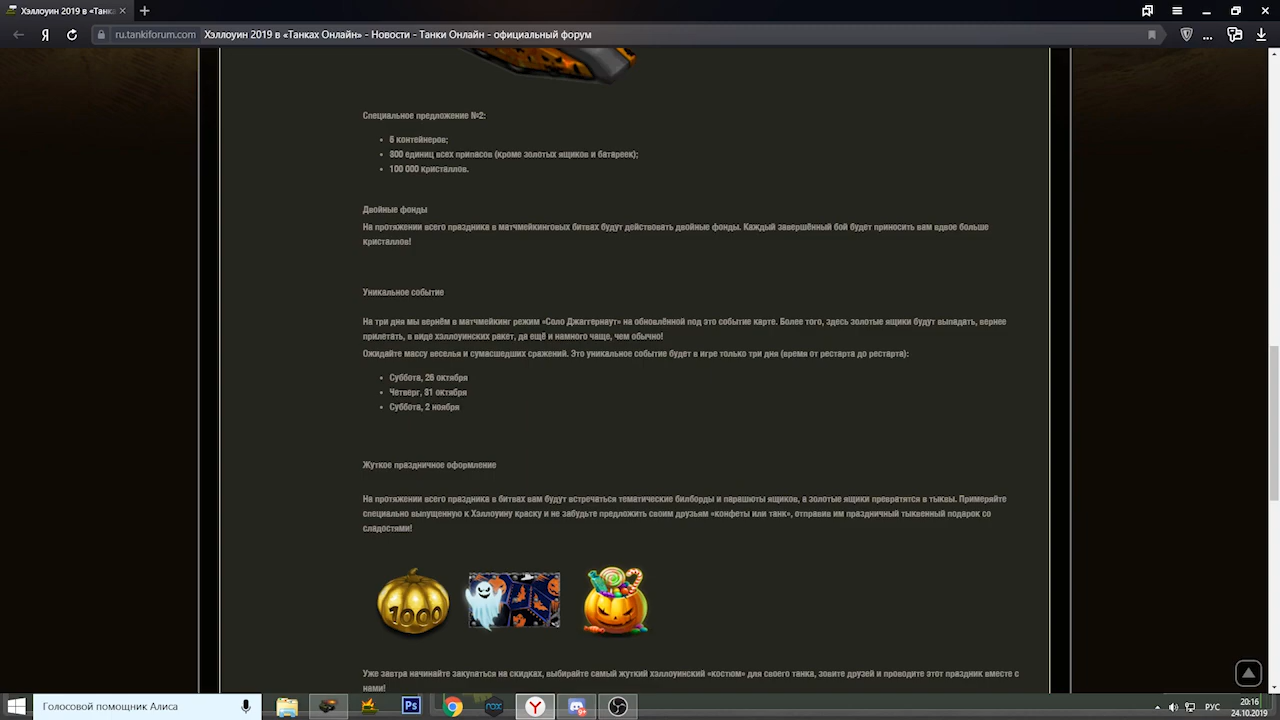 Хэллоуин 2019 в «Танка
Я
ru.tankiforum.com Хэллоуин 2019 в «Танках Онлайн» - Новости - Танки Онлайн - официальный форум
Специальное предложение №2:
6 контейнеров;
800 единиц всех припасов (кроме золотых ящиков и батареек);
100 000 кристаллов.
Двойные фонды
На протяжении всего праздника в матчмейкинговых битвах будут действовать двойные фонды. Каждый завершённый бой будет приносить вам вдвое больше
кристаллов!
Уникальное событие
На три дня мы вернём в матчмейкинг режим «Соло Джаггернаут» на обновлённой под это событие карте. Более того, здесь золотые ящики будут выпадать, вернее
прилетать, в виде хэллоуинских ракет, да ещё и намного чаще, чем обычно!
Ожидайте массу веселья и сумасшедших сражений. Это уникальное событие будет в игре только три дня (время от рестарта до рестарта):
Суббота, 26 октября
Четверг, 31 октября
Суббота, 2 ноября
Жуткое праздничное оформление
На протяжении всего праздника в битвах вам будут встречаться тематические билборды и парашюты ящиков, а золотые ящики превратятся в тыквы. Примеряйте
специально выпущенную к Хэллоуину краску и не забудьте предложить своим друзьям «конфеты или танк», отправив им праздничный тыквенный подарок со
сладостями!
1000
Уже завтра начинайте закупаться на скидках, выбирайте самый жуткий хэллоуинский «костюм» для своего танка, зовите друзей и проводите этот праздник вместе с
нами!
Голосовой помощник Алиса
Ps
nox
Y
РУС
20:16
24.10.2019